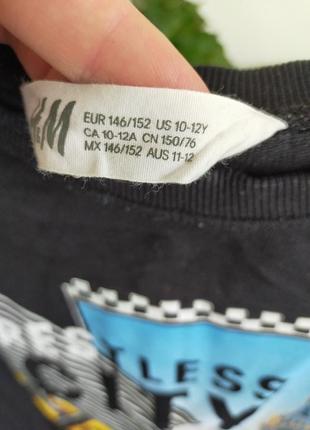 H&M
EUR 146/152 US 10-12Y
CA 10-12A CN 150/76
MX 146/152 AUS 11-12
RESTLESS
CITY